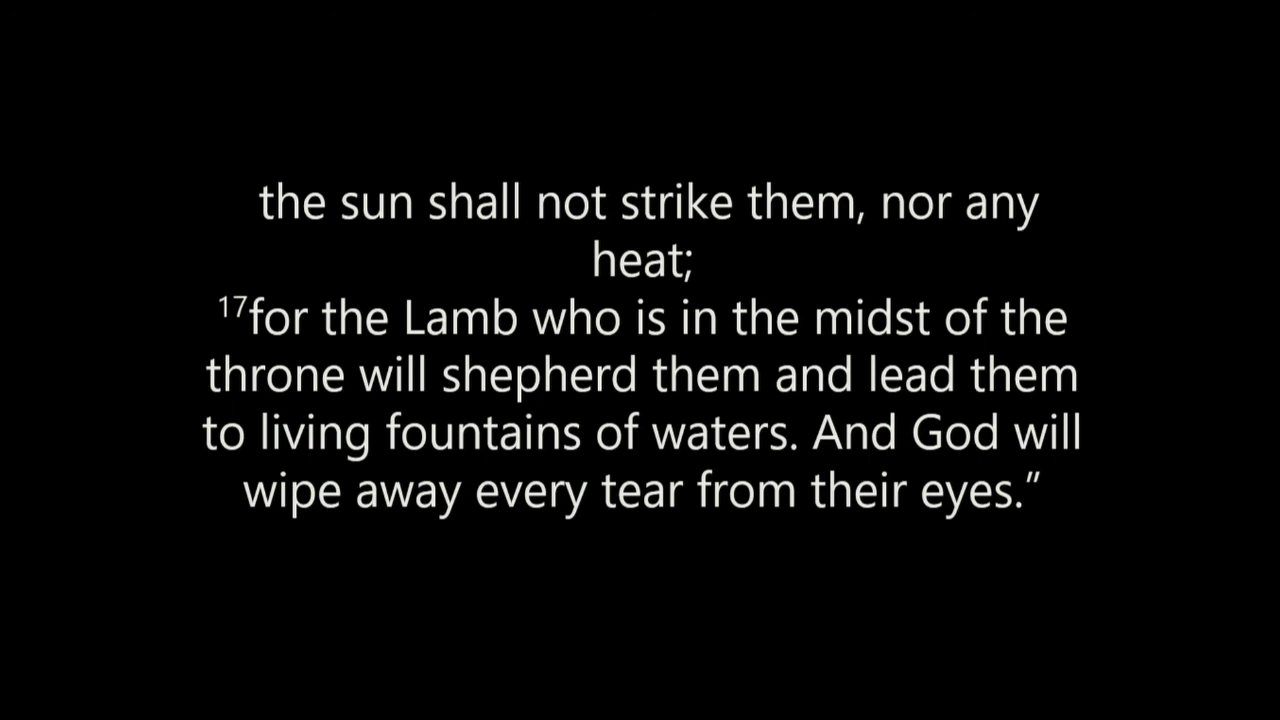 the sun shall not strike them, nor any
heat;
¹⁷for the Lamb who is in the midst of the
throne will shepherd them and lead them
to living fountains of waters. And God will
wipe away every tear from their eyes.”